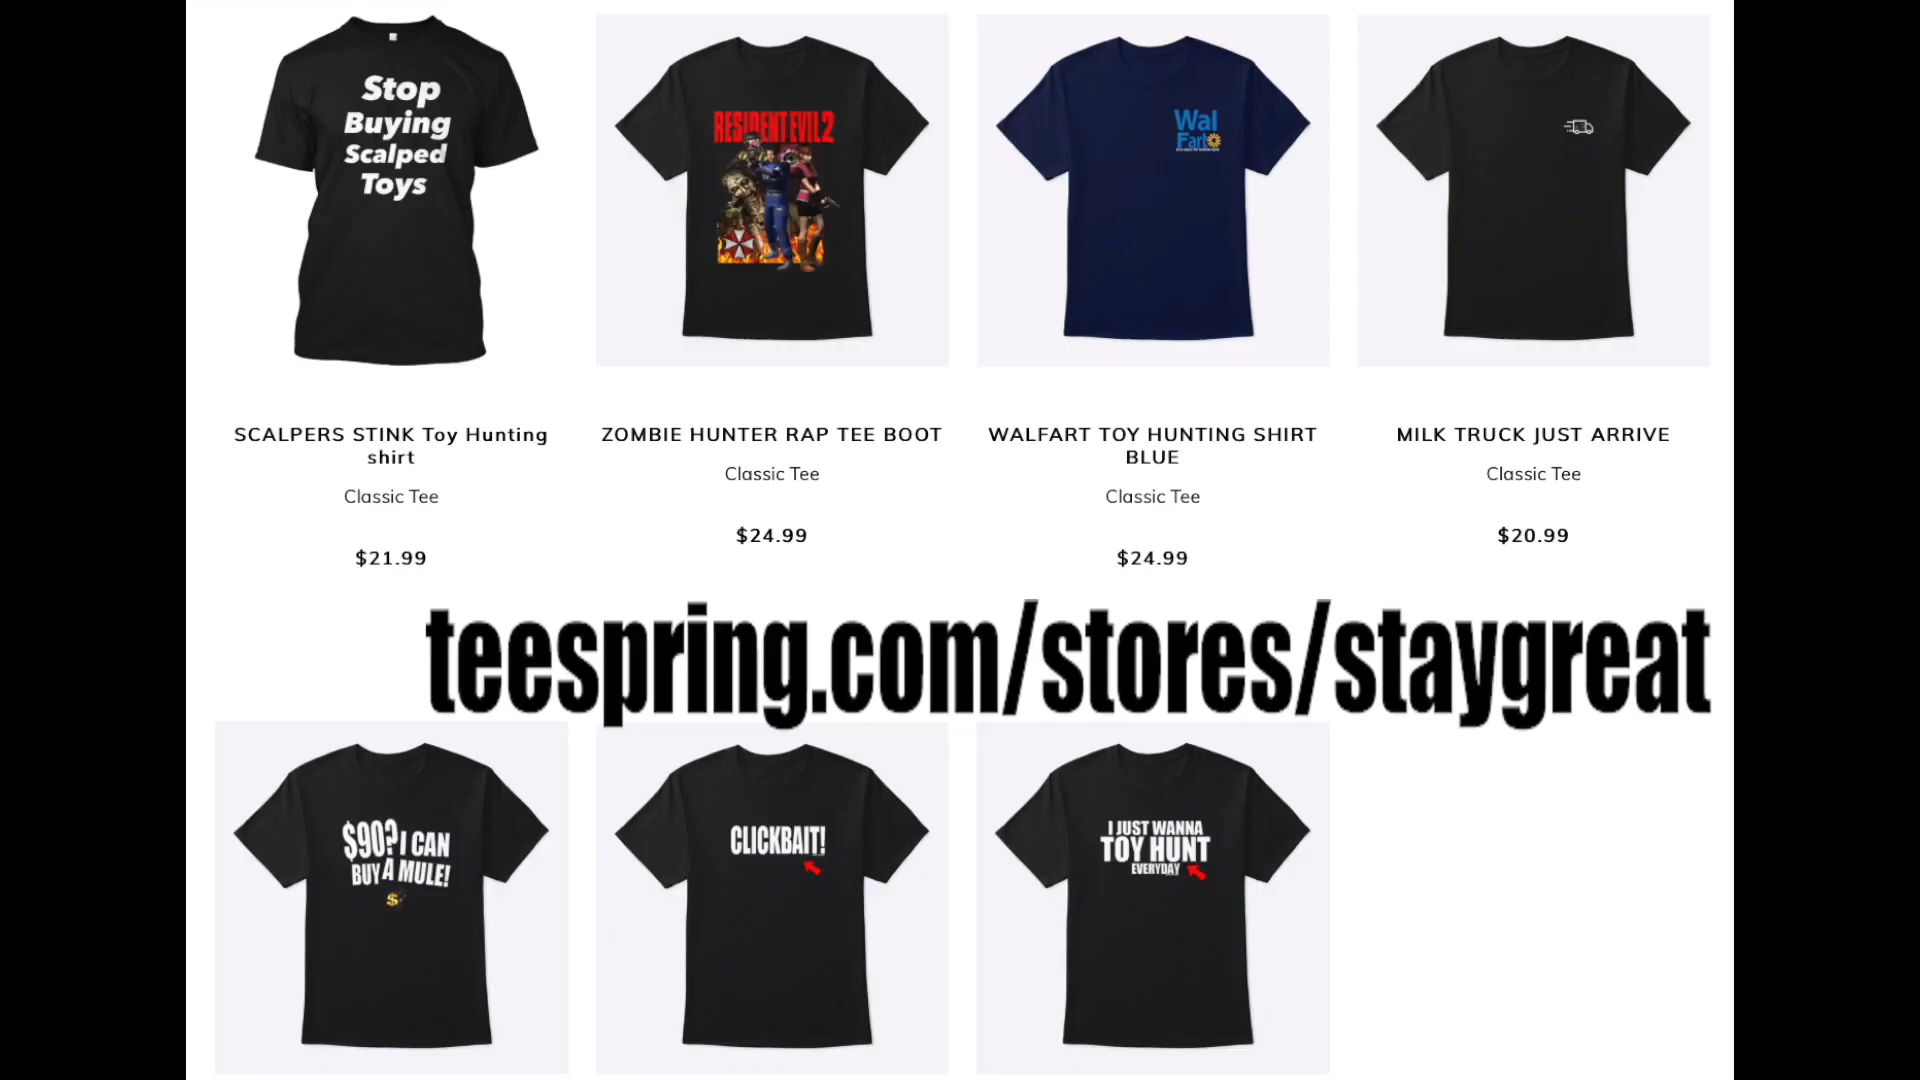 Stop
Buying
Scalped
Toys
RESIDENT EVIL 2
Wal
Fart
SCALPERS STINK Toy Hunting
shirt
Classic Tee
$21.99
ZOMBIE HUNTER RAP TEE BOOT
Classic Tee
$24.99
WALFART TOY HUNTING SHIRT
BLUE
Classic Tee
$24.99
MILK TRUCK JUST ARRIVE
Classic Tee
$20.99
teespring.com/stores/staygreat
$90? I CAN
BUY A MULE!
$
CLICKBAIT!
I JUST WANNA
TOY HUNT
EVERYDAY